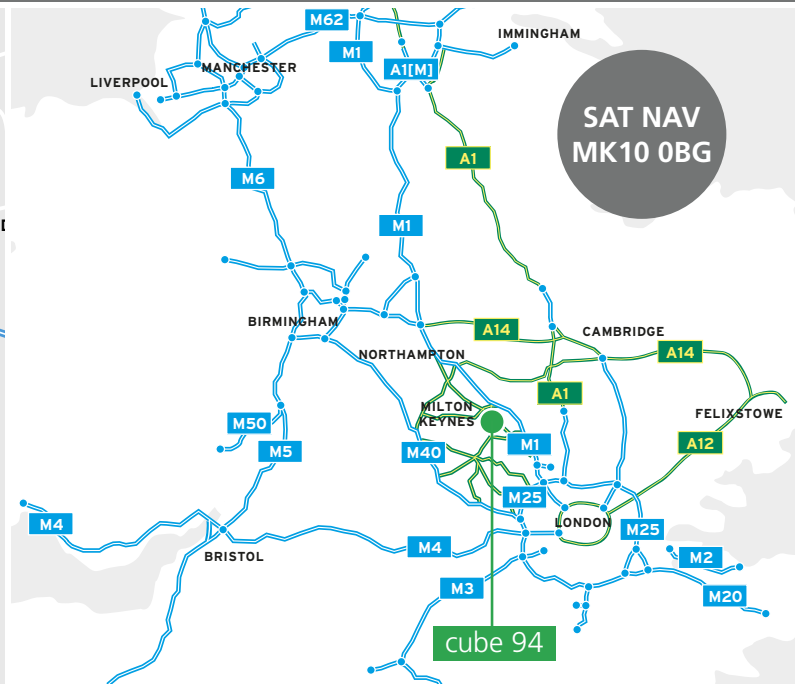 M62
IMMINGHAM
M1
MANCHESTER
A1[M]
LIVERPOOL
SAT NAV
MK10 0BG
A1
M6
M1
BIRMINGHAM
A14
CAMBRIDGE
NORTHAMPTON
A14
A1
MILTON
KEYNES
FELIXSTOWE
M50
M1
A12
M5
M40
M25
M4
LONDON
M25
BRISTOL
M4
M2
M3
M20
cube 94